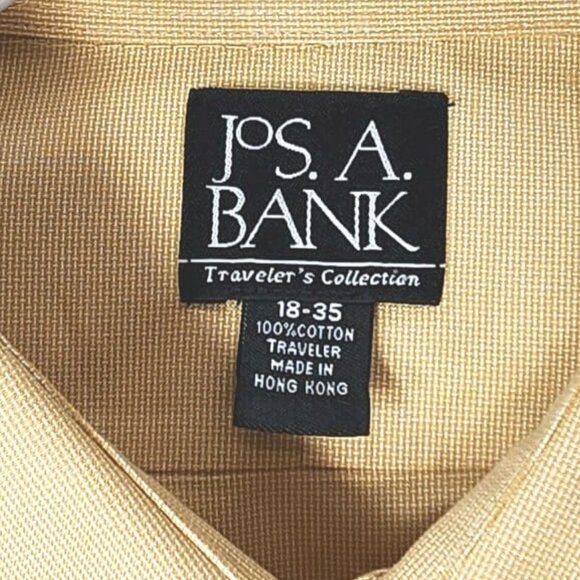 JOS. A.
BANK
Traveler's Collection
18-35
100%COTTON
TRAVELER
MADE IN
HONG KONG